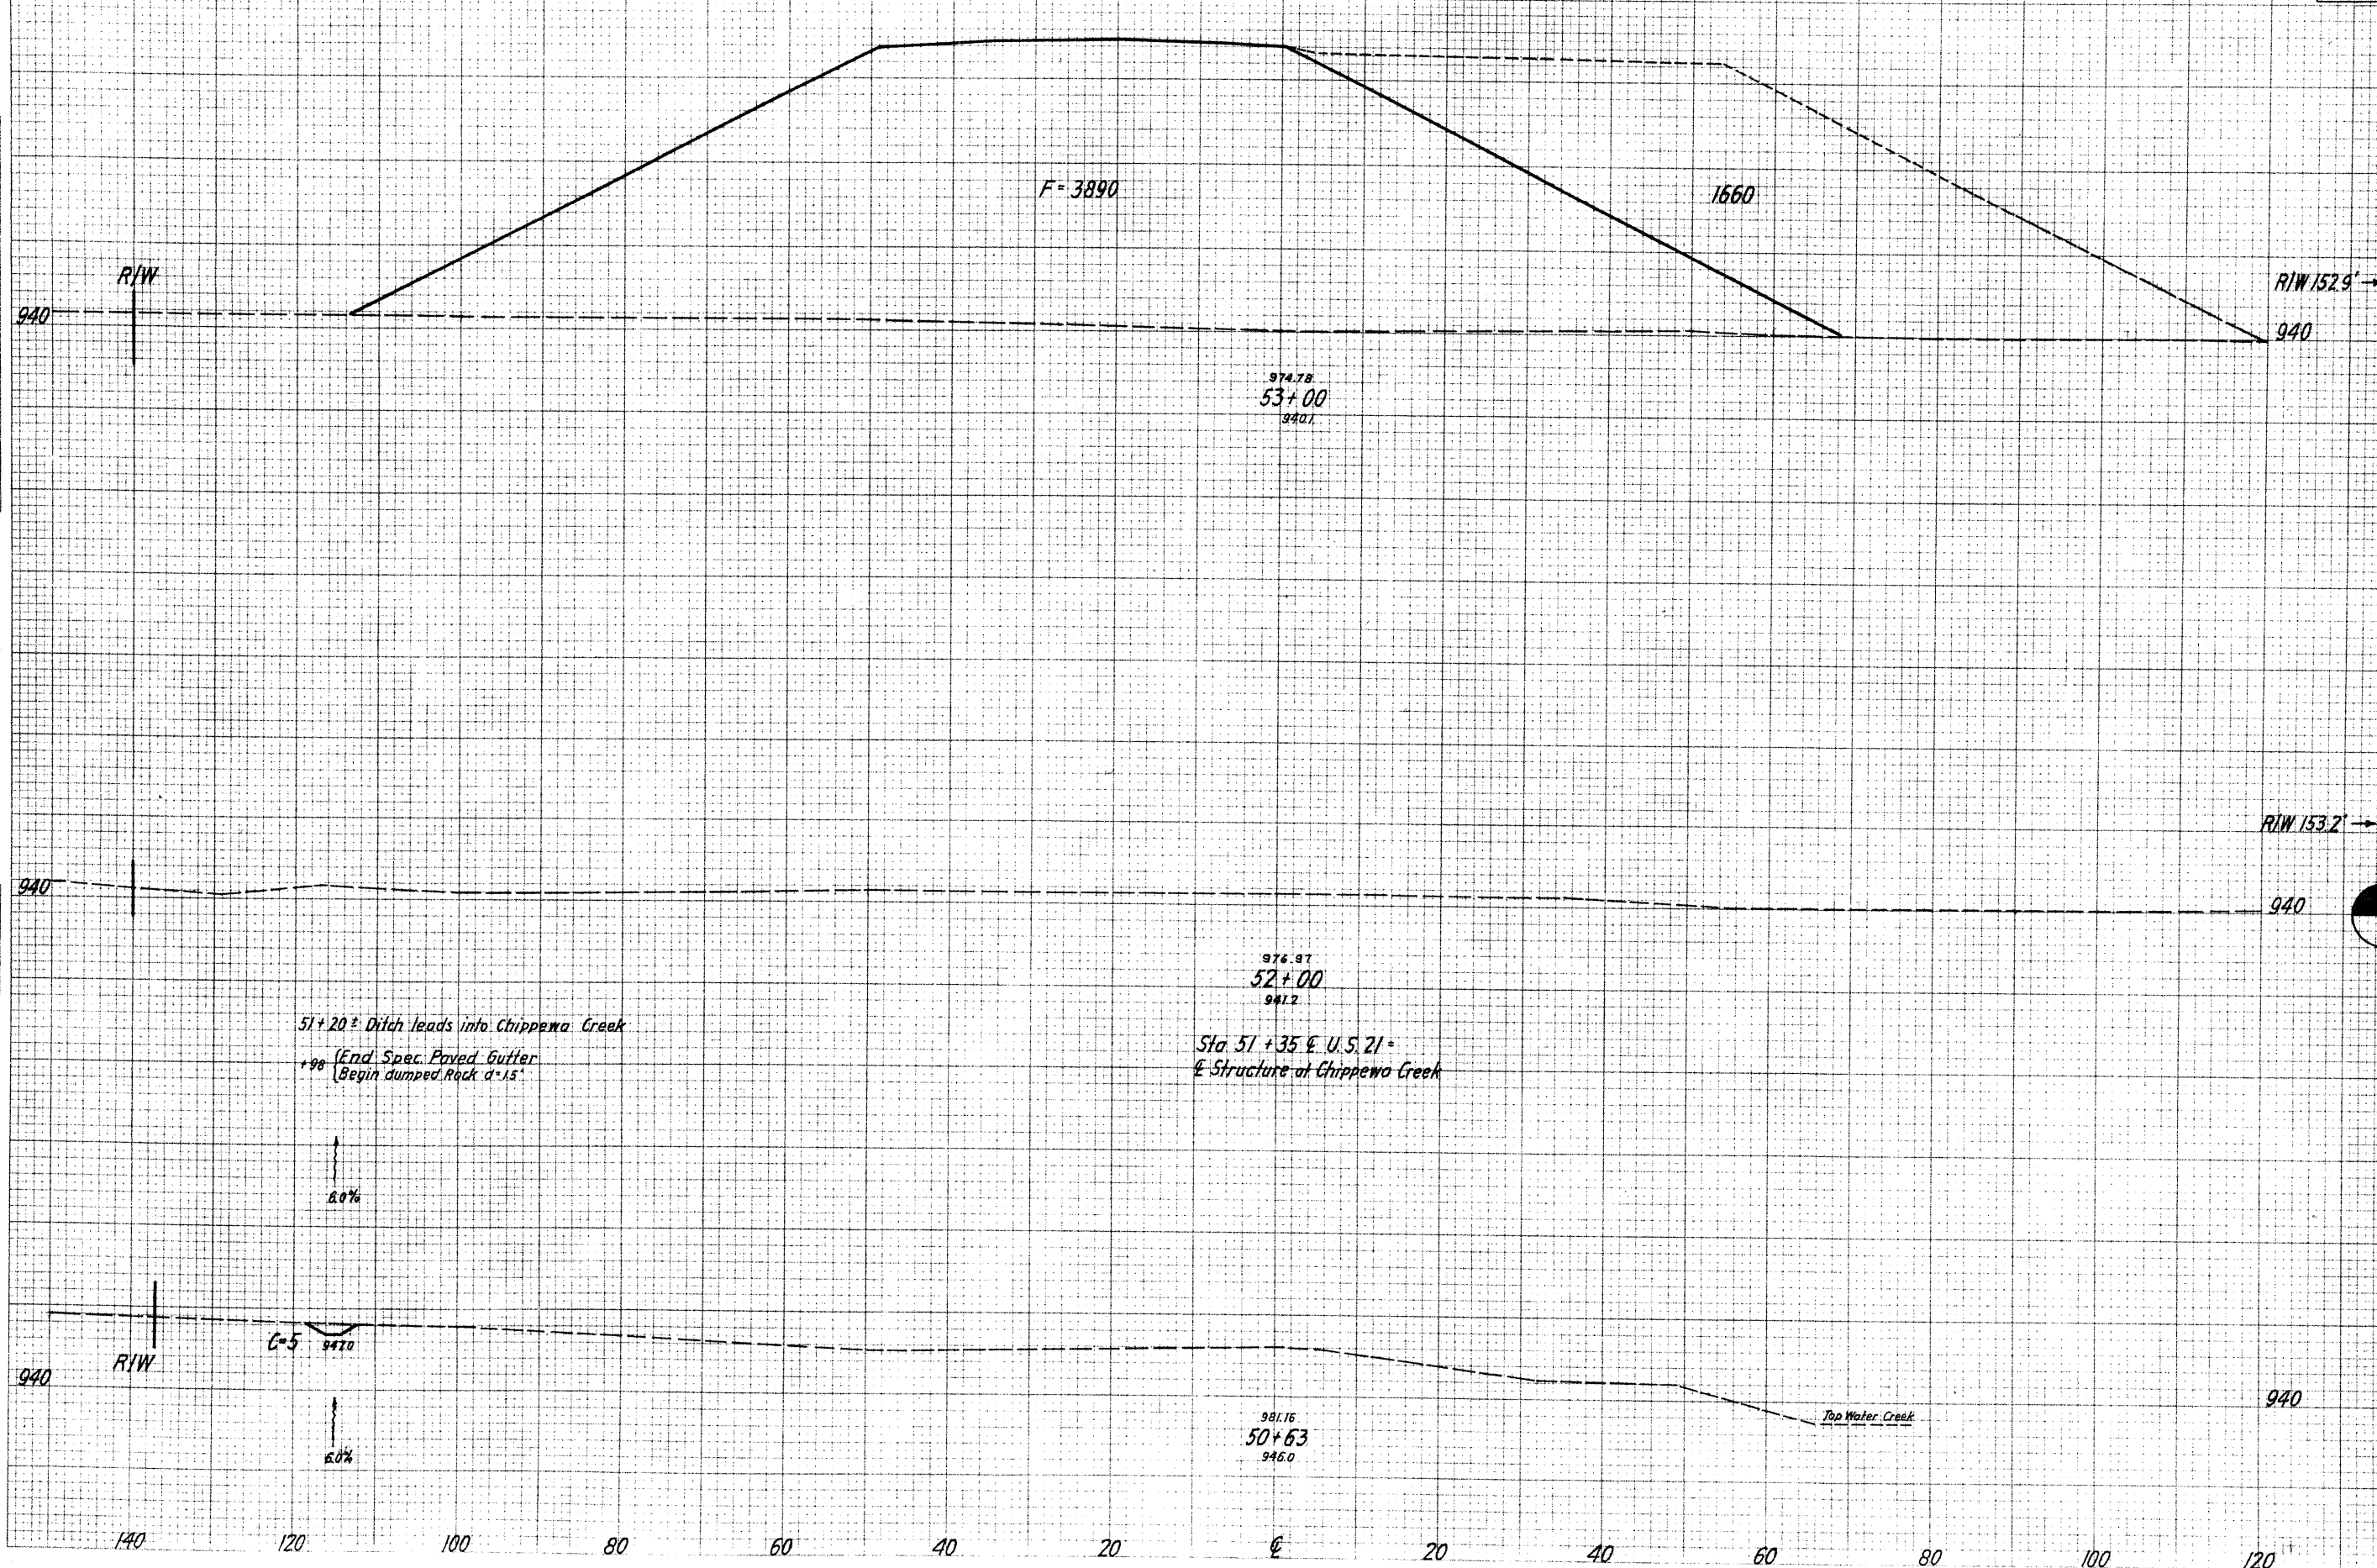 F = 3890
1660
R/W
R/W 152.9'
940
940
974.78
53+00
940.1
R/W 153.2'
940
940
976.97
52+00
941.2
51+20± Ditch leads into Chippewa Creek
+98 {End Spec. Paved Gutter
{Begin dumped Rock d=1.5'
Sta 51+35 ℄ U.S. 21 =
℄ Structure at Chippewa Creek
6.0%
C=5 947.0
R/W
940
940
Top Water Creek
981.16
50+63
946.0
6.0%
140 120 100 80 60 40 20 ℄ 20 40 60 80 100 120